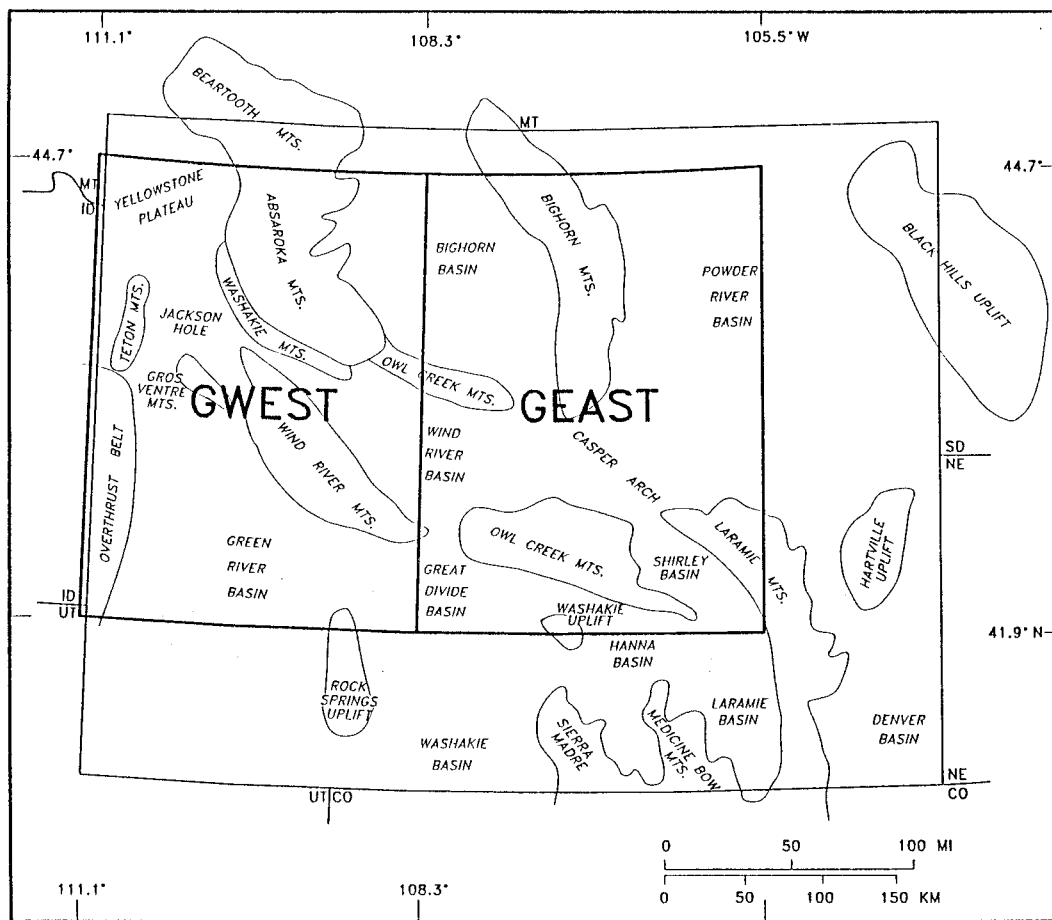 111.1°
108.3°
105.5° W
BEARTOOTH MTS.
MT
44.7°
44.7°
MT
ID
YELLOWSTONE
PLATEAU
ABSAROKA MTS.
BIGHORN
BASIN
BIGHORN MTS.
POWDER
RIVER
BASIN
BLACK HILLS UPLIFT
TETON MTS.
JACKSON
HOLE
WASHAKIE MTS.
OWL CREEK MTS.
GROS
VENTRE
MTS.
GWEST
GEAST
WIND RIVER MTS.
WIND
RIVER
BASIN
CASPER ARCH
SD
NE
OVERTHRUST BELT
GREEN
RIVER
BASIN
GREAT
DIVIDE
BASIN
OWL CREEK MTS.
SHIRLEY
BASIN
LARAMIE MTS.
HARTVILLE
UPLIFT
ID
UT
WASHAKIE
UPLIFT
41.9° N
HANNA
BASIN
ROCK
SPRINGS
UPLIFT
WASHAKIE
BASIN
SIERRA
MADRE
MEDICINE BOW
MTS.
LARAMIE
BASIN
DENVER
BASIN
NE
CO
UT CO
0 50 100 MI
0 50 100 150 KM
111.1°
108.3°